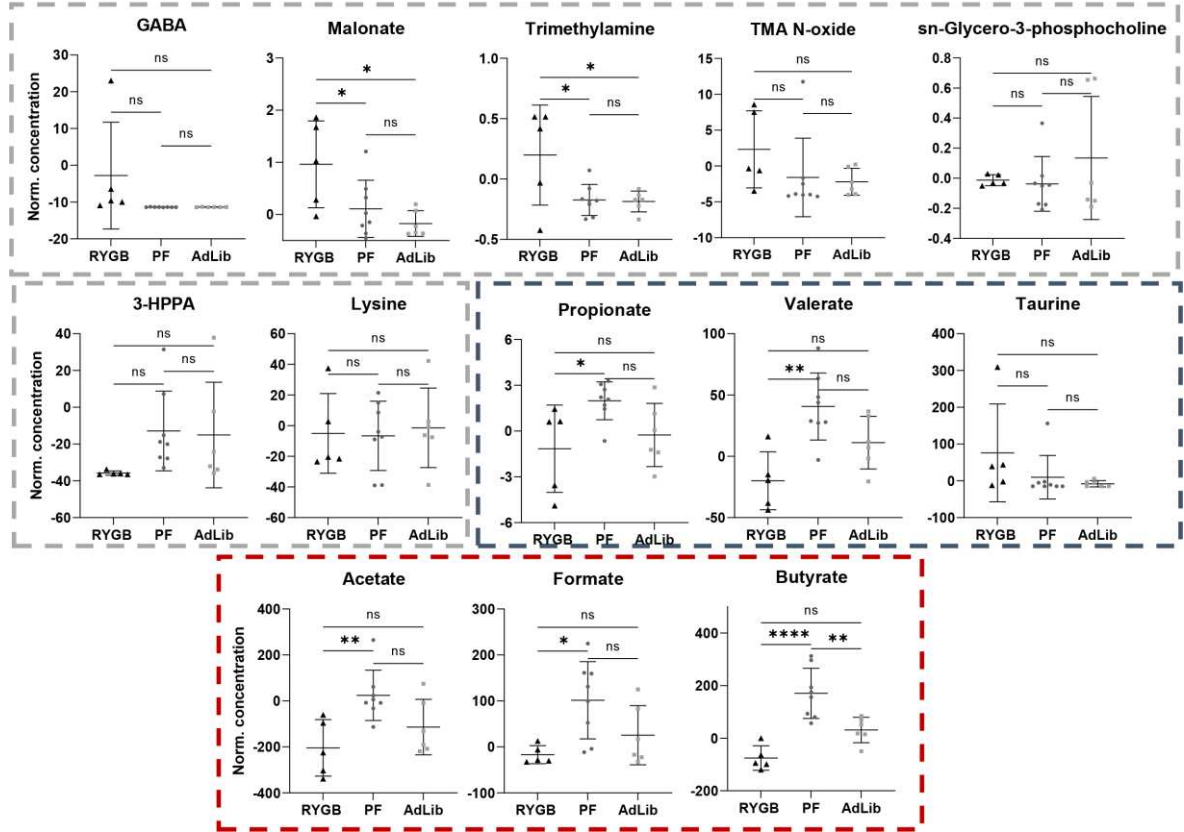 GABA
Malonate
Trimethylamine
TMA N-oxide
sn-Glycero-3-phosphocholine
Norm. concentration
30
20
10
0
-10
-20
ns
ns
ns
RYGB PF AdLib
3
2
1
0
*
*
ns
RYGB PF AdLib
1.0
0.5
0.0
-0.5
*
*
ns
RYGB PF AdLib
15
10
5
0
-5
-10
ns
ns
ns
RYGB PF AdLib
0.8
0.6
0.4
0.2
0.0
-0.2
0.4
ns
ns
ns
RYGB PF AdLib
3-HPPA
Lysine
Propionate
Valerate
Taurine
Norm. concentration
40
20
0
-20
-40
-60
ns
ns
ns
RYGB PF AdLib
60
40
20
0
-20
-40
-60
ns
ns
ns
RYGB PF AdLib
6
3
0
-3
-6
ns
*
ns
RYGB PF AdLib
100
50
0
-50
ns
**
ns
RYGB PF AdLib
400
300
200
100
0
-100
ns
ns
ns
RYGB PF AdLib
Acetate
Formate
Butyrate
Norm. concentration
400
200
0
-200
-400
ns
**
ns
RYGB PF AdLib
300
200
100
0
-100
ns
*
ns
RYGB PF AdLib
400
200
0
-200
ns
****
**
RYGB PF AdLib